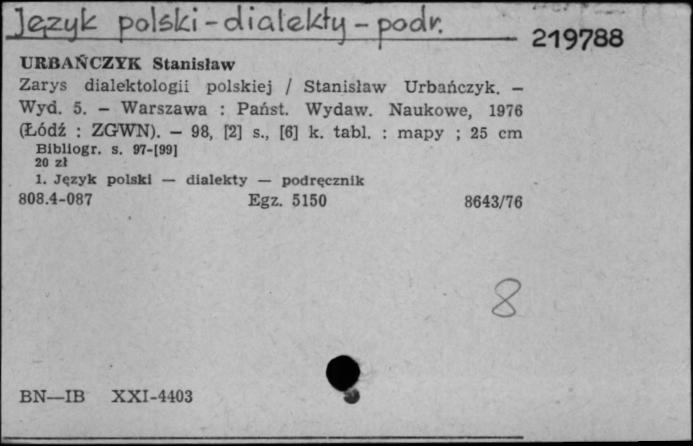 Język polski - dialekty - podr.
219788
URBAŃCZYK Stanisław
Zarys dialektologii polskiej / Stanisław Urbańczyk. —
Wyd. 5. — Warszawa : Państ. Wydaw. Naukowe, 1976
(Łódź : ZGWN). — 98, [2] s., [6] k. tabl. : mapy ; 25 cm
Bibliogr. s. 97-[99]
20 zł
1. Język polski — dialekty — podręcznik
808.4-087 Egz. 5150 8643/76
8
BN—IB XXI-4403